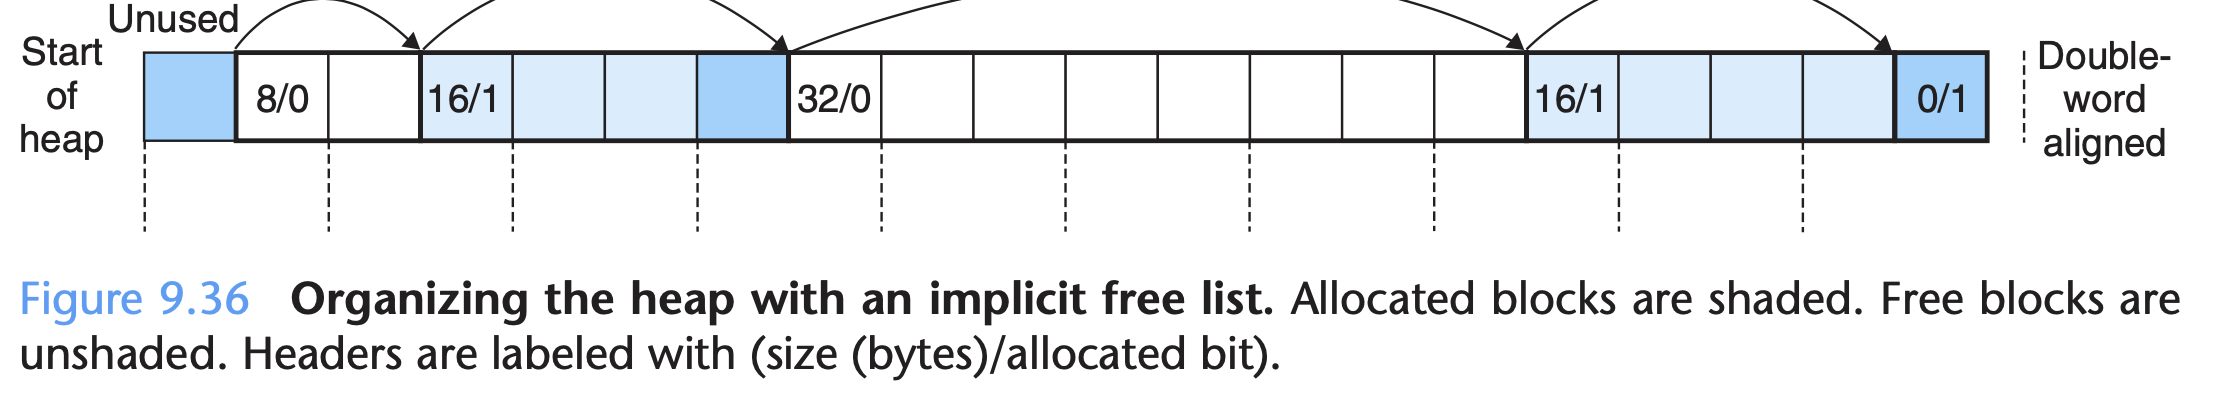 Unused
Start
of
heap
8/0
16/1
32/0
16/1
0/1
Double-
word
aligned
Figure 9.36 Organizing the heap with an implicit free list. Allocated blocks are shaded. Free blocks are
unshaded. Headers are labeled with (size (bytes)/allocated bit).